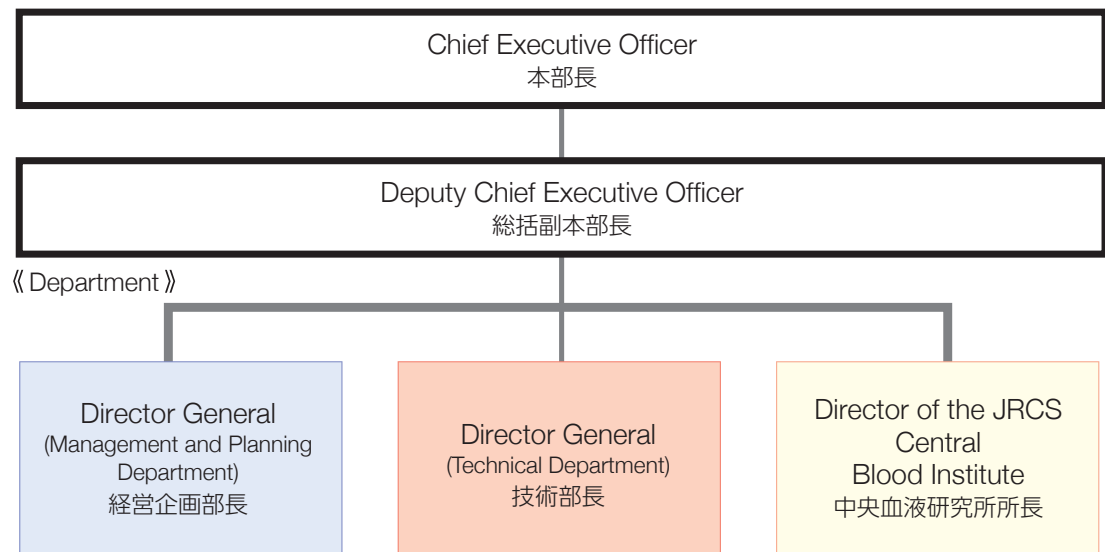 Chief Executive Officer
本部長
Deputy Chief Executive Officer
総括副本部長
《Department》
Director General
(Management and Planning
Department)
経営企画部長
Director General
(Technical Department)
技術部長
Director of the JRCS
Central
Blood Institute
中央血液研究所所長